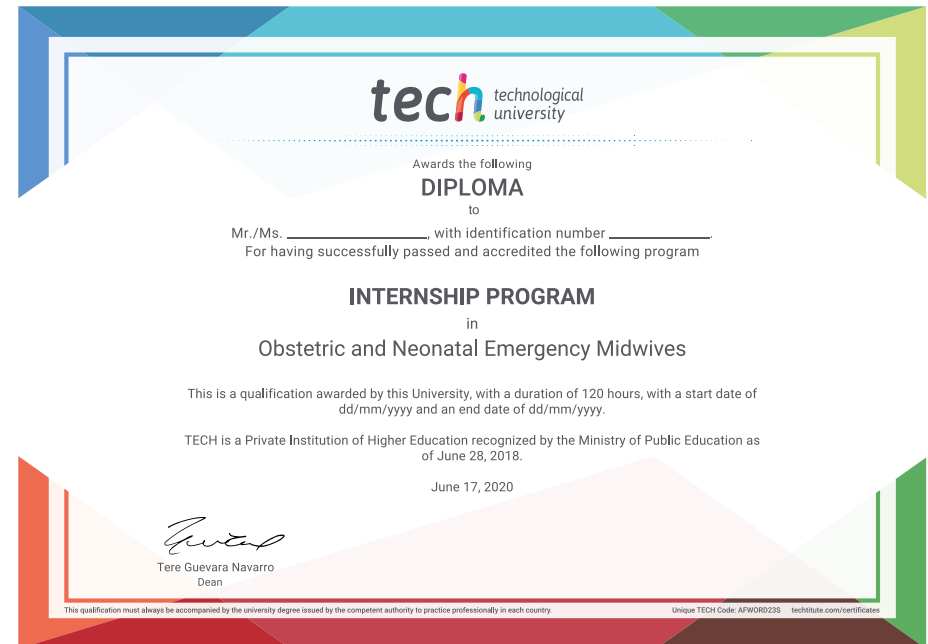 tech technological
university
Awards the following
DIPLOMA
to
Mr./Ms. ____________________, with identification number ______________.
For having successfully passed and accredited the following program
INTERNSHIP PROGRAM
in
Obstetric and Neonatal Emergency Midwives
This is a qualification awarded by this University, with a duration of 120 hours, with a start date of
dd/mm/yyyy and an end date of dd/mm/yyyy.
TECH is a Private Institution of Higher Education recognized by the Ministry of Public Education as
of June 28, 2018.
June 17, 2020
Tere Guevara Navarro
Dean
This qualification must always be accompanied by the university degree issued by the competent authority to practice professionally in each country. Unique TECH Code: AFWORD23S techtitute.com/certificates